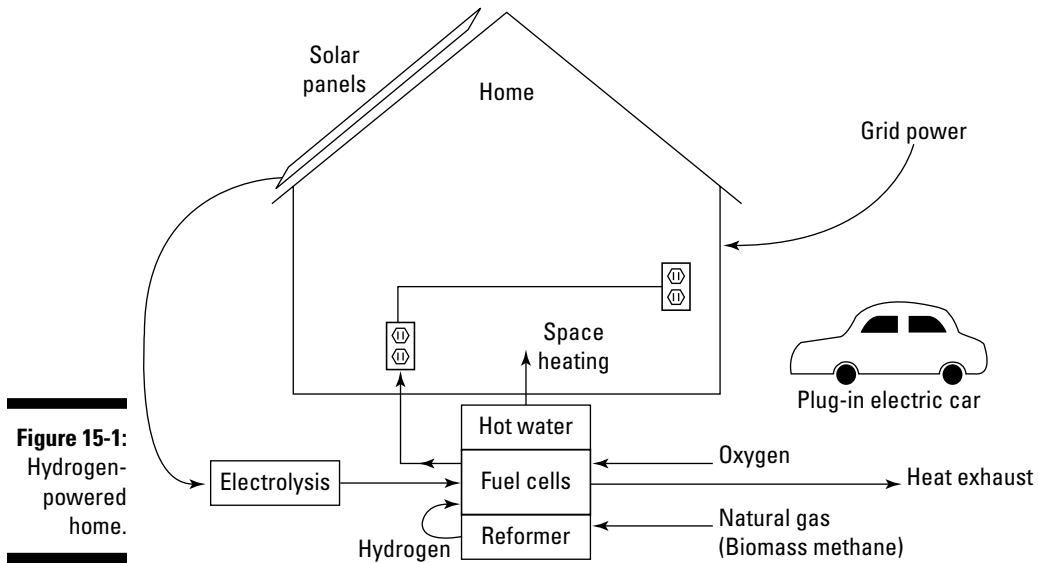 Solar
panels
Home
Grid power
Space
heating
Plug-in electric car
Hot water
Oxygen
Electrolysis
Fuel cells
Heat exhaust
Hydrogen
Reformer
Natural gas
(Biomass methane)
Figure 15-1:
Hydrogen-
powered
home.